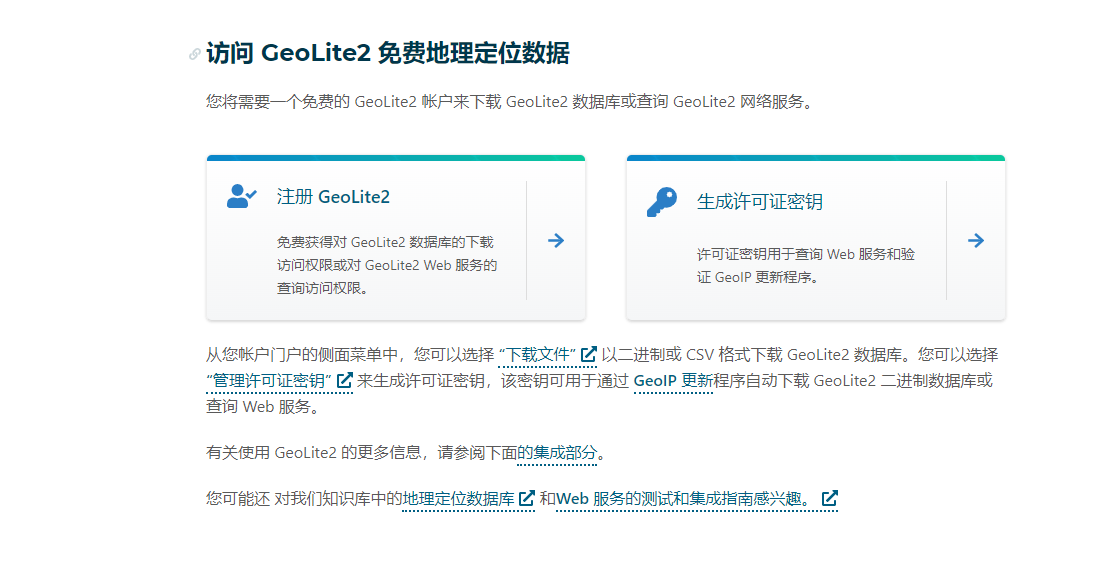 访问 GeoLite2 免费地理定位数据
您将需要一个免费的 GeoLite2 帐户来下载 GeoLite2 数据库或查询 GeoLite2 网络服务。
注册 GeoLite2
免费获得对 GeoLite2 数据库的下载
访问权限或对 GeoLite2 Web 服务的
查询访问权限。
生成许可证密钥
许可证密钥用于查询 Web 服务和验
证 GeoIP 更新程序。
从您帐户门户的侧面菜单中，您可以选择 “下载文件” 以二进制或 CSV 格式下载 GeoLite2 数据库。您可以选择
“管理许可证密钥” 来生成许可证密钥，该密钥可用于通过 GeoIP 更新程序自动下载 GeoLite2 二进制数据库或
查询 Web 服务。
有关使用 GeoLite2 的更多信息，请参阅下面的集成部分。
您可能还 对我们知识库中的地理定位数据库 和Web 服务的测试和集成指南感兴趣。